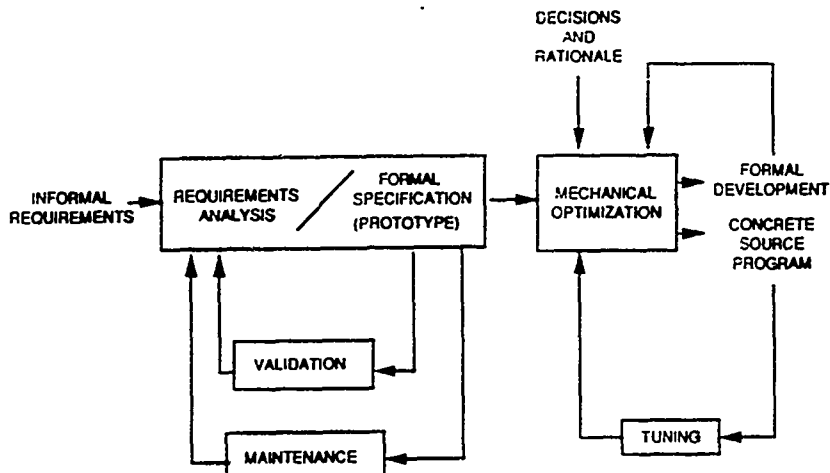 DECISIONS
AND
RATIONALE
INFORMAL
REQUIREMENTS
REQUIREMENTS
ANALYSIS
FORMAL
SPECIFICATION
(PROTOTYPE)
MECHANICAL
OPTIMIZATION
FORMAL
DEVELOPMENT
CONCRETE
SOURCE
PROGRAM
VALIDATION
MAINTENANCE
TUNING